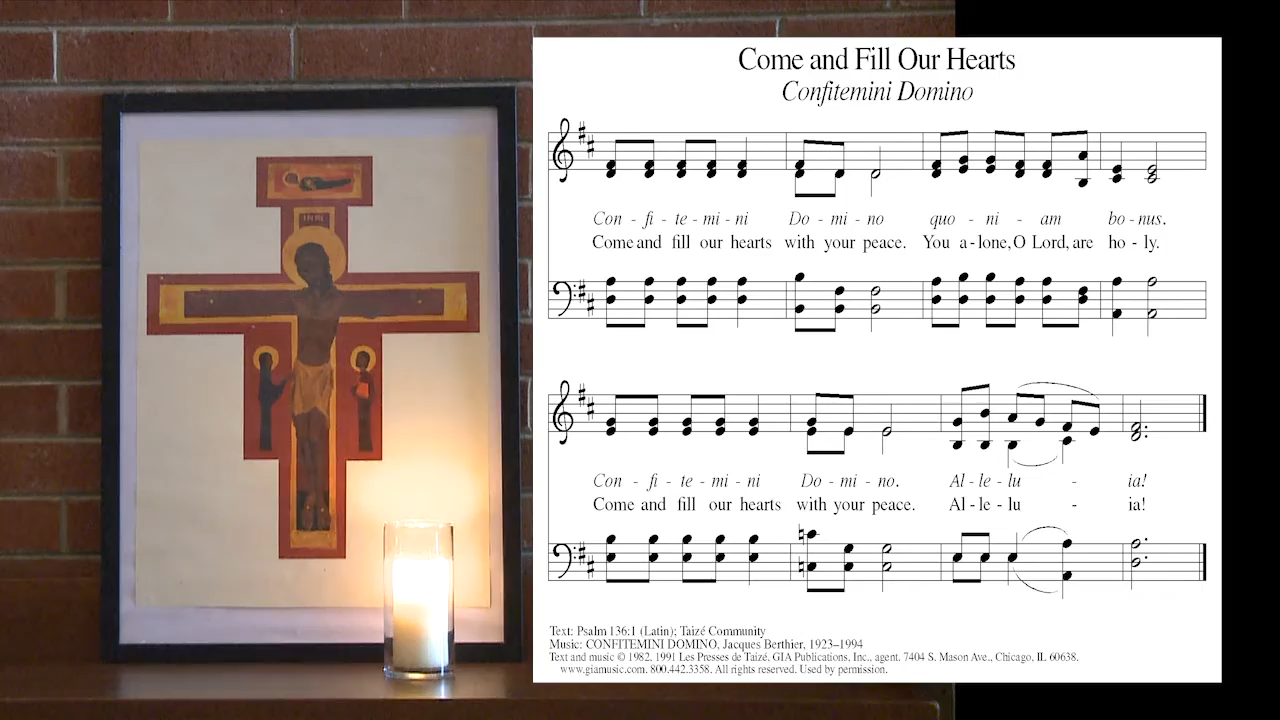 INRI
Come and Fill Our Hearts
Confitemini Domino
Con - fi - te - mi - ni Do - mi - no quo - ni - am bo - nus.
Come and fill our hearts with your peace. You a - lone, O Lord, are ho - ly.
Con - fi - te - mi - ni Do - mi - no. Al - le - lu - ia!
Come and fill our hearts with your peace. Al - le - lu - ia!
Text: Psalm 136:1 (Latin); Taizé Community
Music: CONFITEMINI DOMINO, Jacques Berthier, 1923–1994
Text and music © 1982, 1991 Les Presses de Taizé, GIA Publications, Inc., agent. 7404 S. Mason Ave., Chicago, IL 60638.
www.giamusic.com. 800.442.3358. All rights reserved. Used by permission.